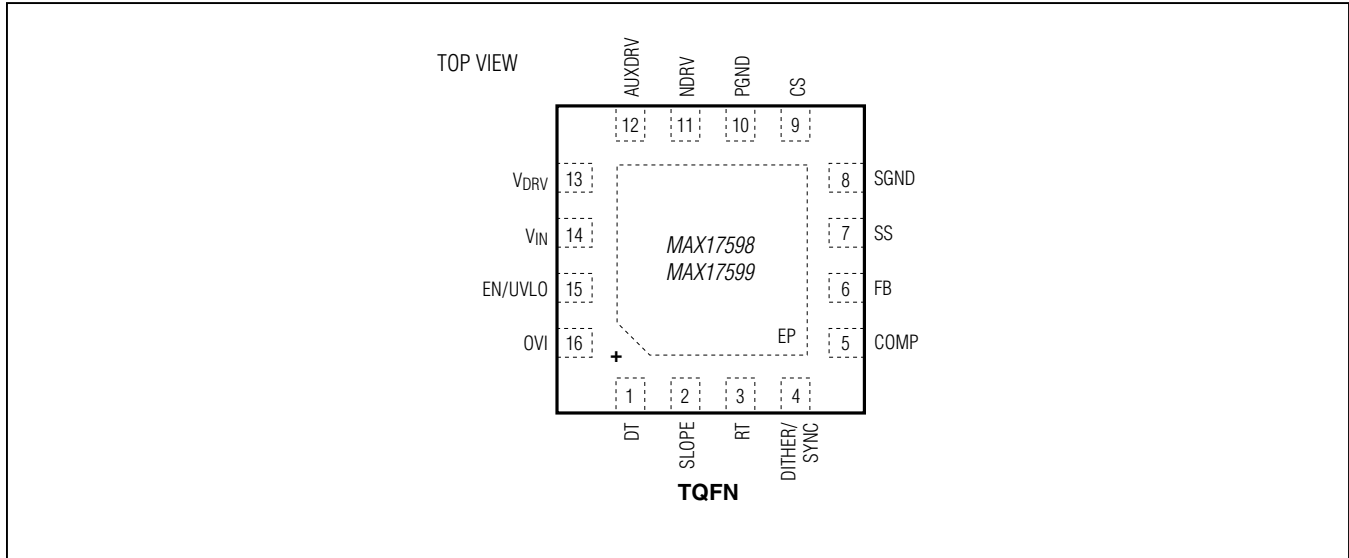 TOP VIEW
AUXDRV
NDRV
PGND
CS
12
11
10
9
VDRV 13
8 SGND
VIN 14
7 SS
MAX17598
MAX17599
EN/UVLO 15
6 FB
OVI 16
EP
5 COMP
+
1
2
3
4
DT
SLOPE
RT
DITHER/
SYNC
TQFN